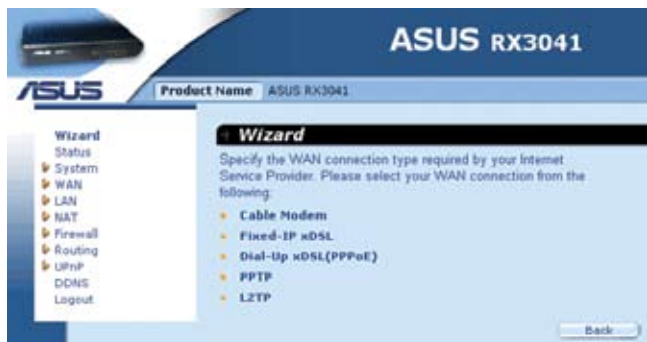 ASUS RX3041
ASUS
Product Name ASUS RX3041
Wizard
Status
System
WAN
LAN
NAT
Firewall
Routing
UPnP
DDNS
Logout
Wizard
Specify the WAN connection type required by your Internet
Service Provider. Please select your WAN connection from the
following:
Cable Modem
Fixed-IP xDSL
Dial-Up xDSL(PPPoE)
PPTP
L2TP
Back